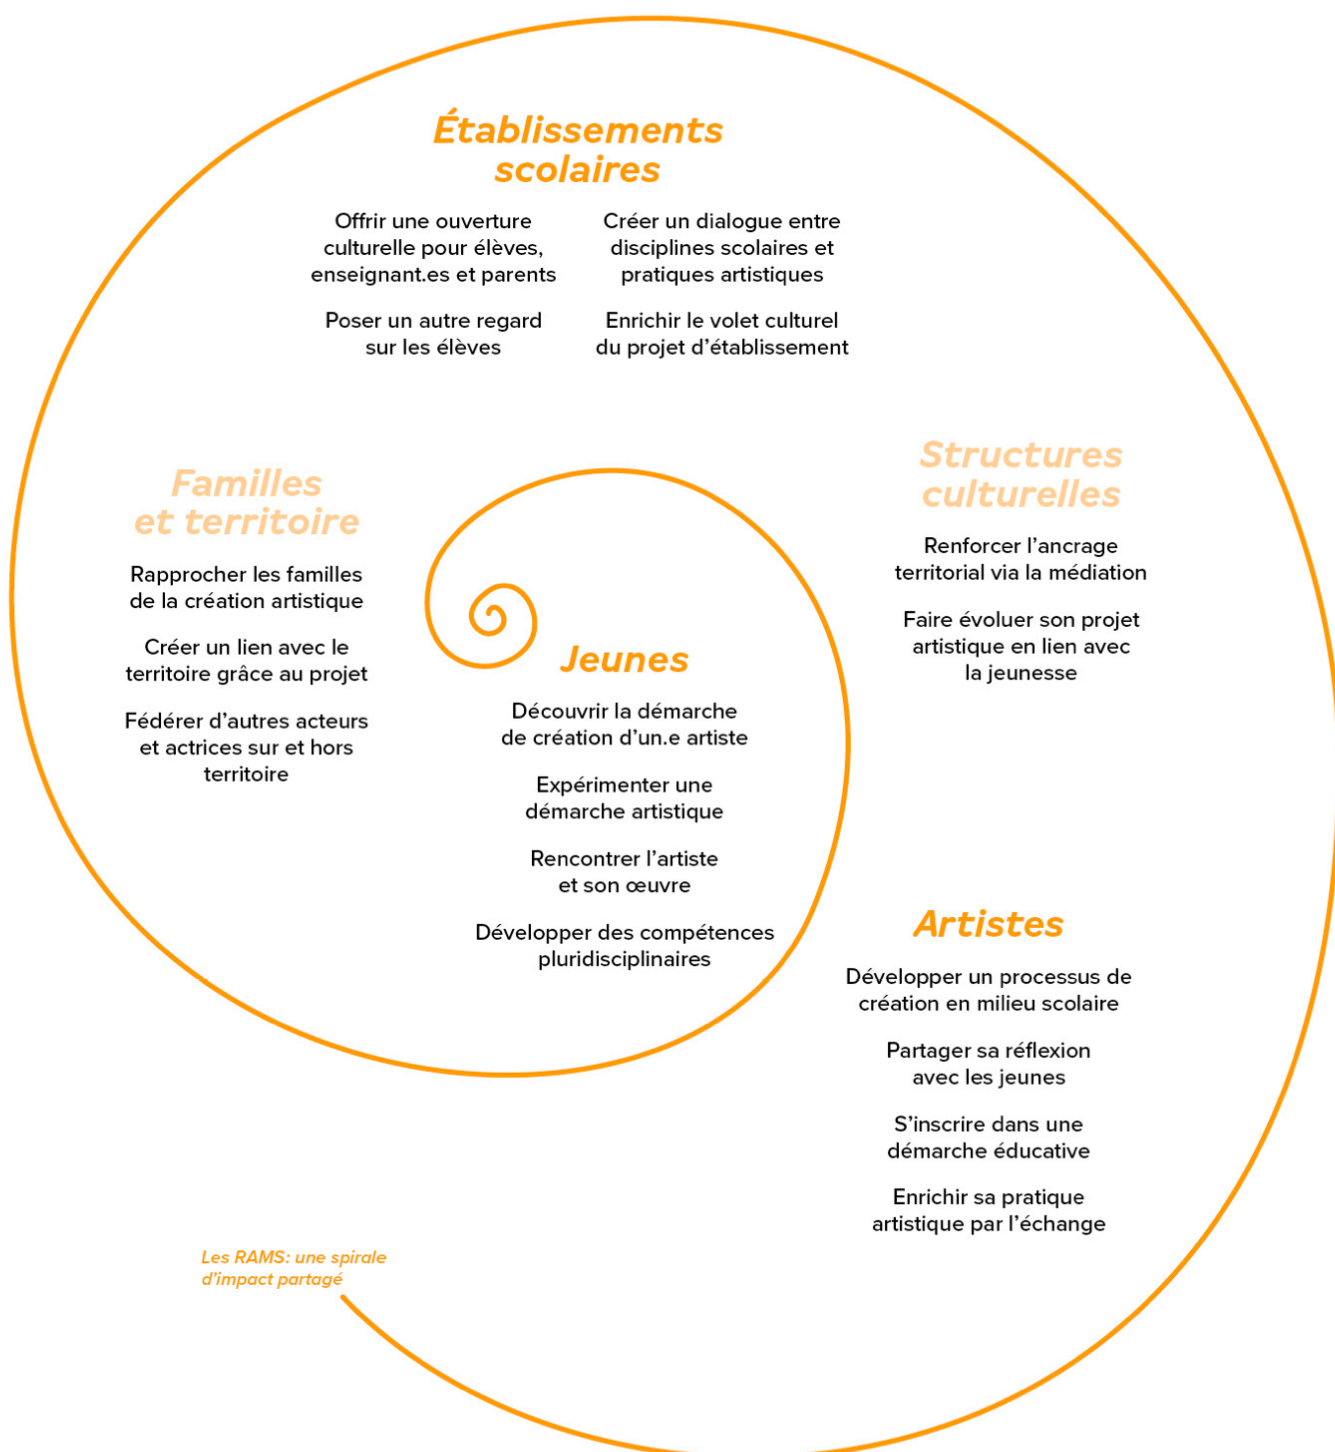 Établissements
scolaires
Offrir une ouverture
culturelle pour élèves,
enseignant.es et parents
Poser un autre regard
sur les élèves
Créer un dialogue entre
disciplines scolaires et
pratiques artistiques
Enrichir le volet culturel
du projet d’établissement
Familles
et territoire
Rapprocher les familles
de la création artistique
Créer un lien avec le
territoire grâce au projet
Fédérer d’autres acteurs
et actrices sur et hors
territoire
Structures
culturelles
Renforcer l’ancrage
territorial via la médiation
Faire évoluer son projet
artistique en lien avec
la jeunesse
Jeunes
Découvrir la démarche
de création d’un.e artiste
Expérimenter une
démarche artistique
Rencontrer l’artiste
et son œuvre
Développer des compétences
pluridisciplinaires
Artistes
Développer un processus de
création en milieu scolaire
Partager sa réflexion
avec les jeunes
S’inscrire dans une
démarche éducative
Enrichir sa pratique
artistique par l’échange
Les RAMS: une spirale
d’impact partagé